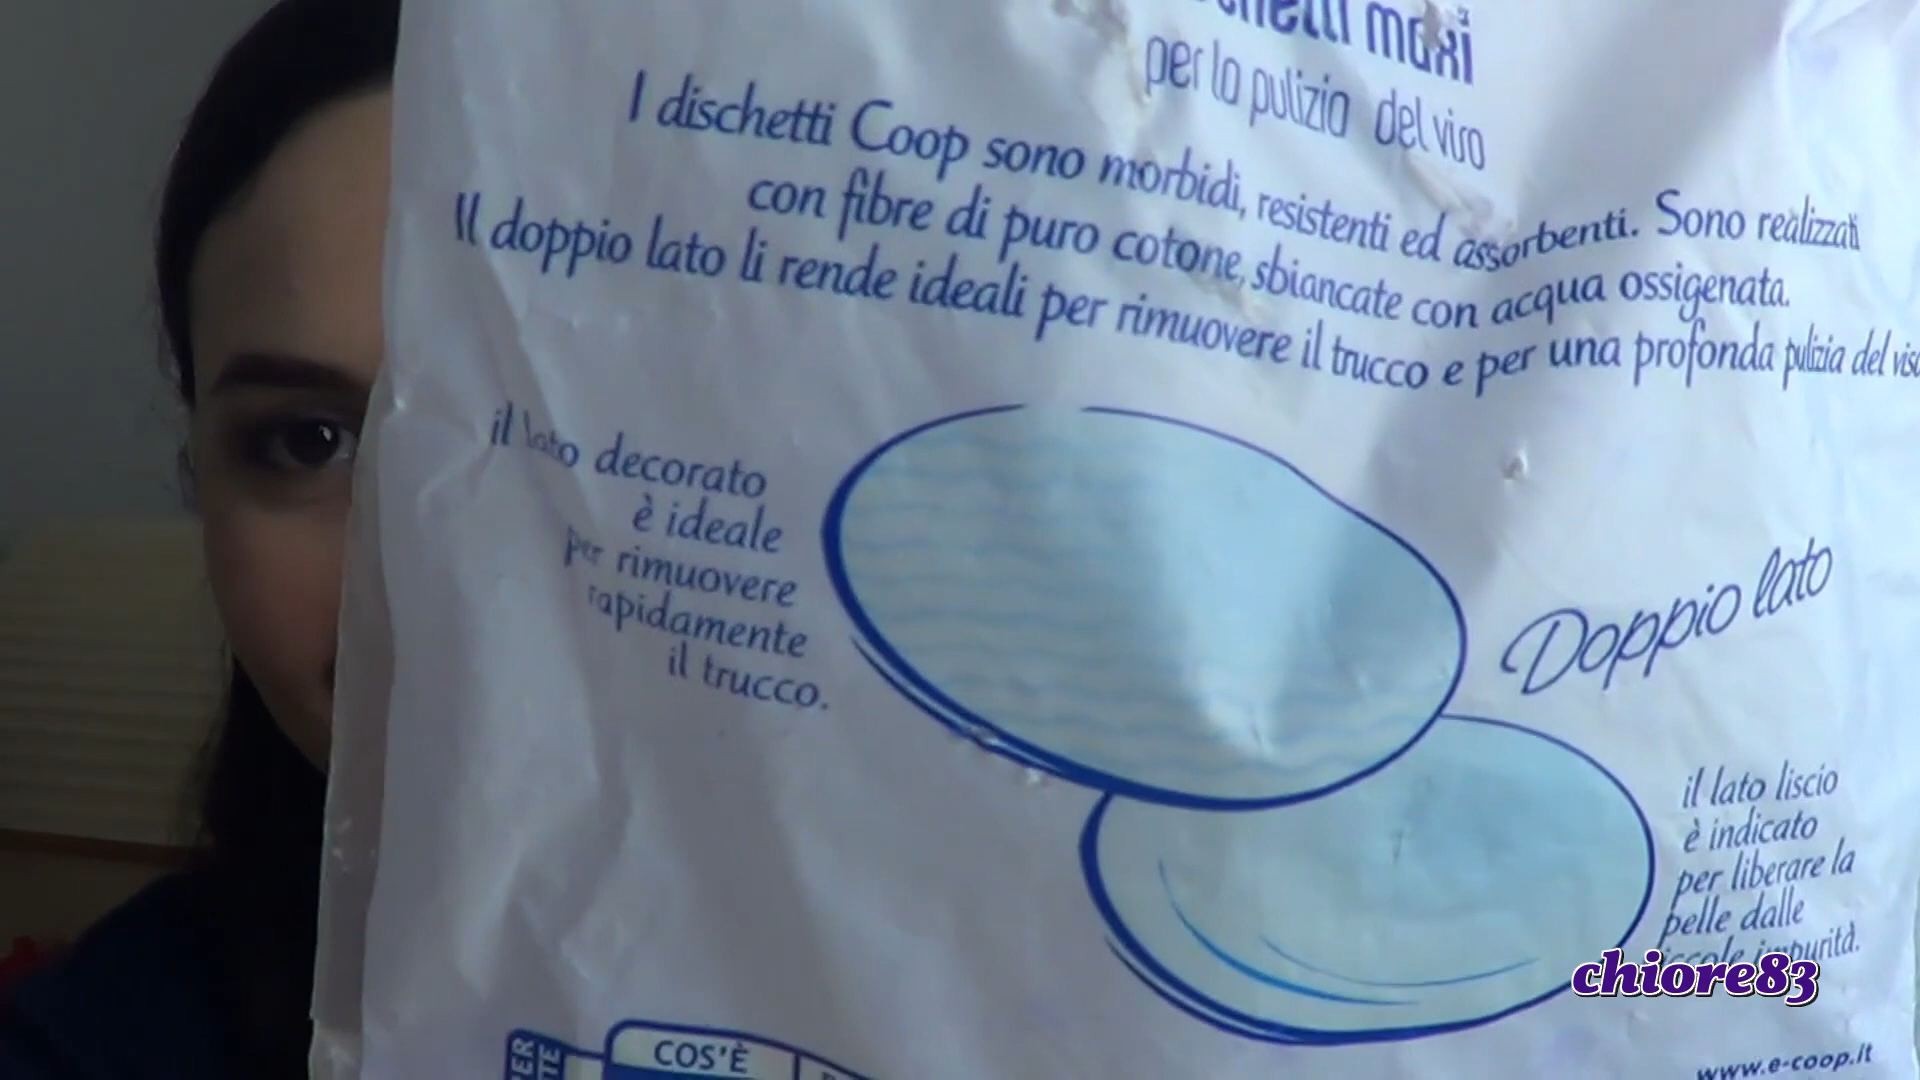 maxi
per la pulizia del viso
I dischetti Coop sono morbidi, resistenti ed assorbenti. Sono realizzati
con fibre di puro cotone, sbiancate con acqua ossigenata.
Il doppio lato li rende ideali per rimuovere il trucco e per una profonda pulizia del viso
il lato decorato
è ideale
per rimuovere
rapidamente
il trucco.
Doppio lato
il lato liscio
è indicato
per liberare la
pelle dalle
impurità.
chiore83
COS'È
www.e-coop.it